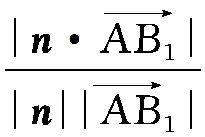 | n • \overrightarrow{AB_1} |
| n | | \overrightarrow{AB_1} |